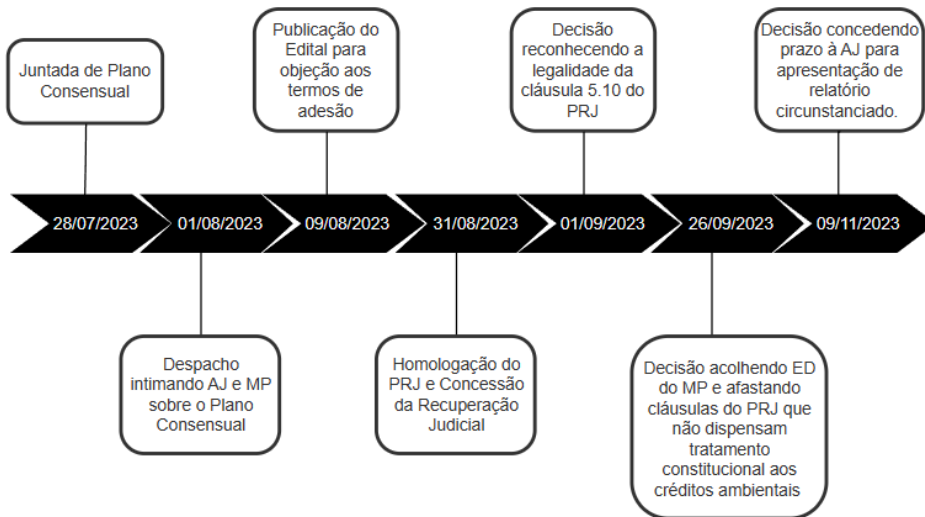 Juntada de Plano
Consensual
Publicação do
Edital para
objeção aos
termos de
adesão
Decisão
reconhecendo a
legalidade da
cláusula 5.10 do
PRJ
Decisão concedendo
prazo à AJ para
apresentação de
relatório
circunstanciado.
28/07/2023
01/08/2023
09/08/2023
31/08/2023
01/09/2023
26/09/2023
09/11/2023
Despacho
intimando AJ e MP
sobre o Plano
Consensual
Homologação do
PRJ e Concessão
da Recuperação
Judicial
Decisão acolhendo ED
do MP e afastando
cláusulas do PRJ que
não dispensam
tratamento
constitucional aos
créditos ambientais